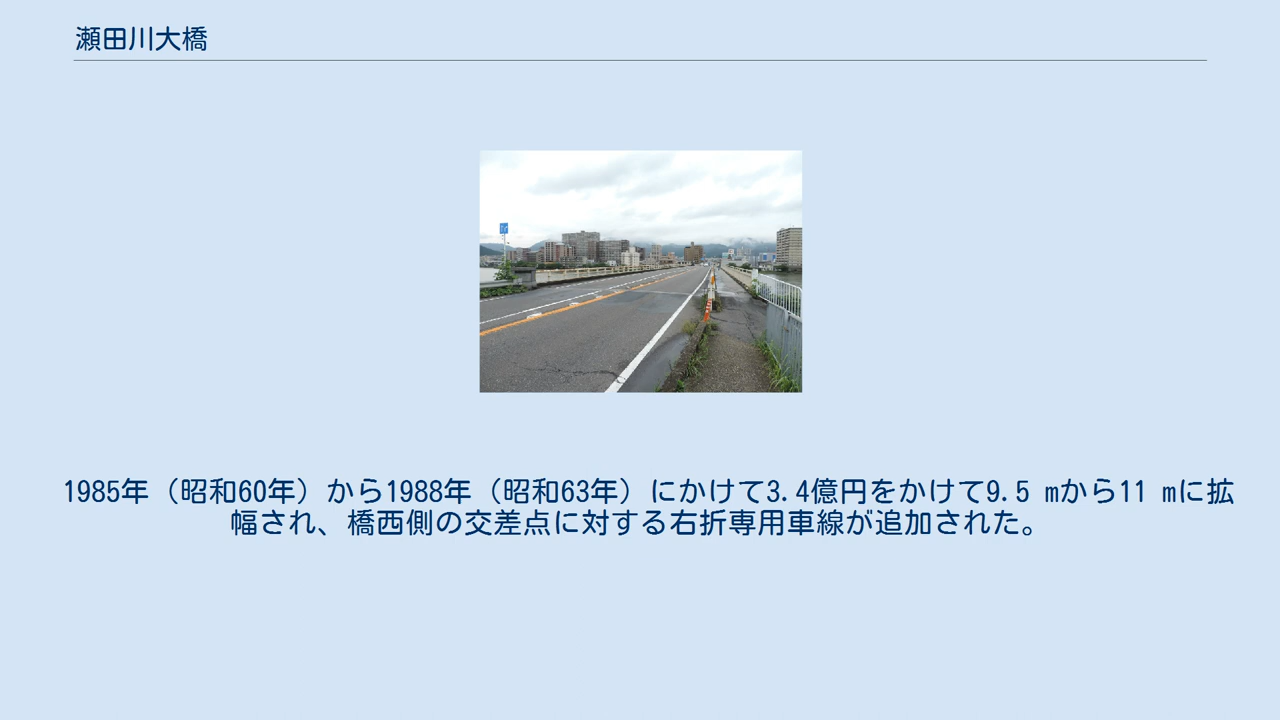 瀬田川大橋
1985年（昭和60年）から1988年（昭和63年）にかけて3.4億円をかけて9.5 mから11 mに拡
幅され、橋西側の交差点に対する右折専用車線が追加された。